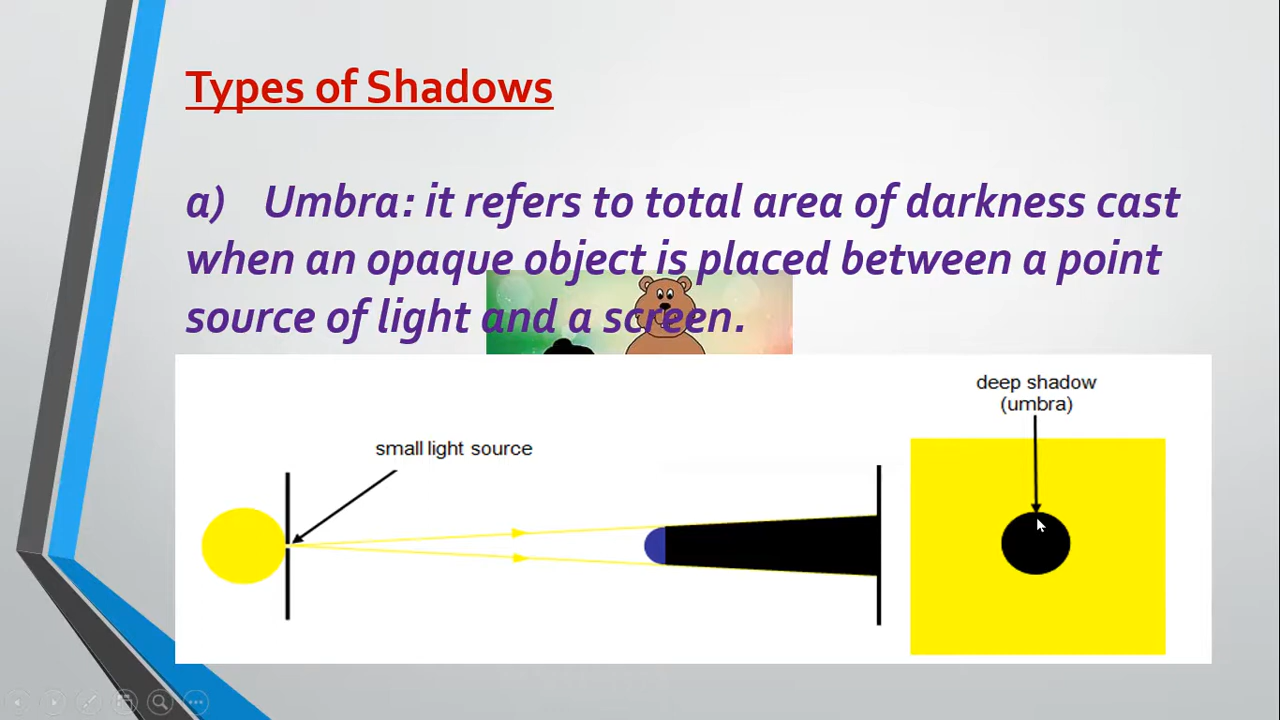 Types of Shadows
a) Umbra: it refers to total area of darkness cast
when an opaque object is placed between a point
source of light and a screen.
deep shadow
(umbra)
small light source